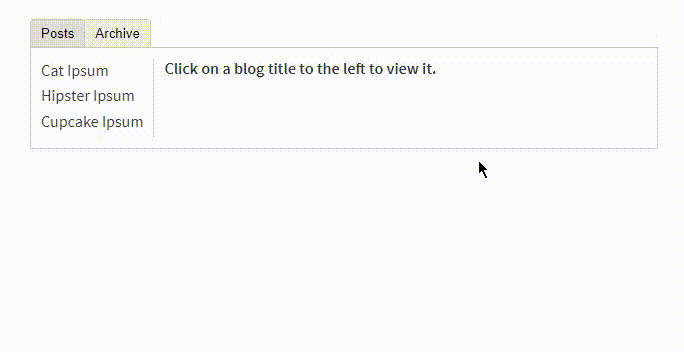 Posts Archive
Cat Ipsum
Click on a blog title to the left to view it.
Hipster Ipsum
Cupcake Ipsum